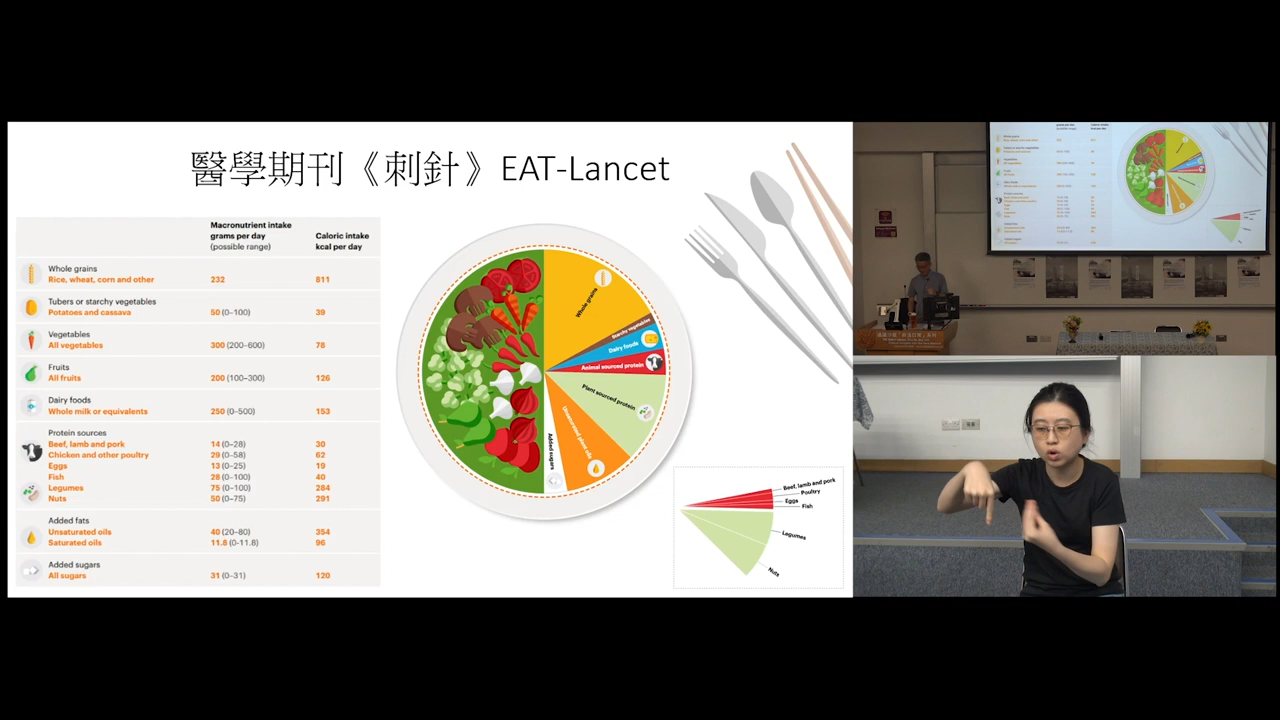 醫學期刊《刺針》EAT-Lancet
Macronutrient intake
grams per day
(possible range)
Caloric intake
kcal per day
Whole grains
Rice, wheat, corn and other 232 811
Tubers or starchy vegetables
Potatoes and cassava 50 (0–100) 39
Vegetables
All vegetables 300 (200–600) 78
Fruits
All fruits 200 (100–300) 126
Dairy foods
Whole milk or equivalents 250 (0–500) 153
Protein sources
Beef, lamb and pork 14 (0–28) 30
Chicken and other poultry 29 (0–58) 62
Eggs 13 (0–25) 19
Fish 28 (0–100) 40
Legumes 75 (0–100) 284
Nuts 50 (0–75) 291
Added fats
Unsaturated oils 40 (20–80) 354
Saturated oils 11.8 (0-11.8) 96
Added sugars
All sugars 31 (0–31) 120
Whole grains
Starchy vegetables
Dairy foods
Animal sourced protein
Plant sourced protein
Unsaturated plant oils
Added sugars
Beef, lamb and pork
Poultry
Eggs
Fish
Legumes
Nuts